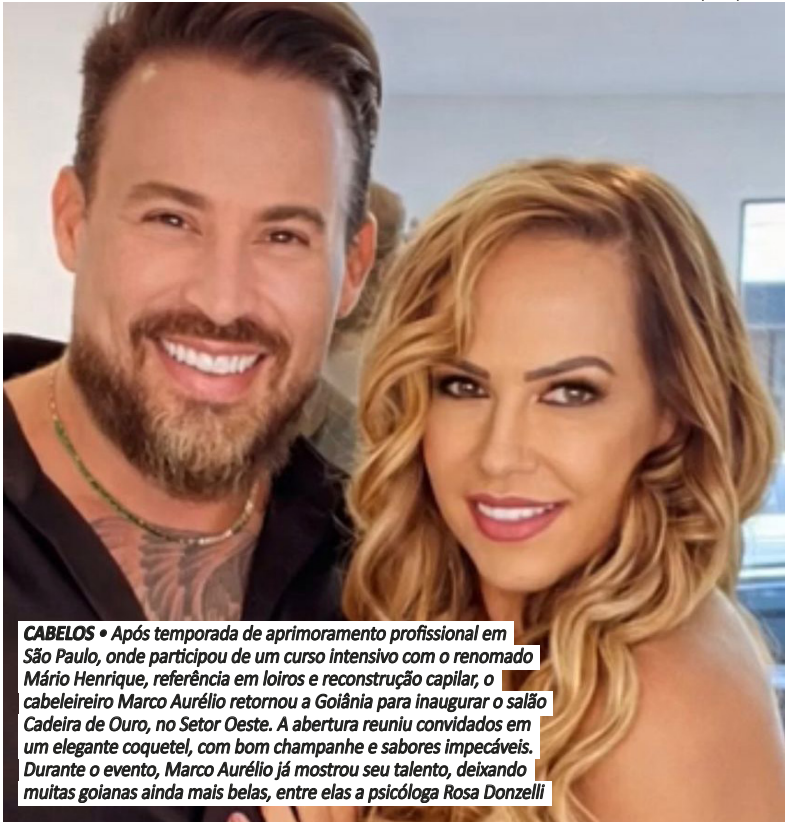 CABELOS • Após temporada de aprimoramento profissional em
São Paulo, onde participou de um curso intensivo com o renomado
Mário Henrique, referência em loiros e reconstrução capilar, o
cabeleireiro Marco Aurélio retornou a Goiânia para inaugurar o salão
Cadeira de Ouro, no Setor Oeste. A abertura reuniu convidados em
um elegante coquetel, com bom champanhe e sabores impecáveis.
Durante o evento, Marco Aurélio já mostrou seu talento, deixando
muitas goianas ainda mais belas, entre elas a psicóloga Rosa Donzelli